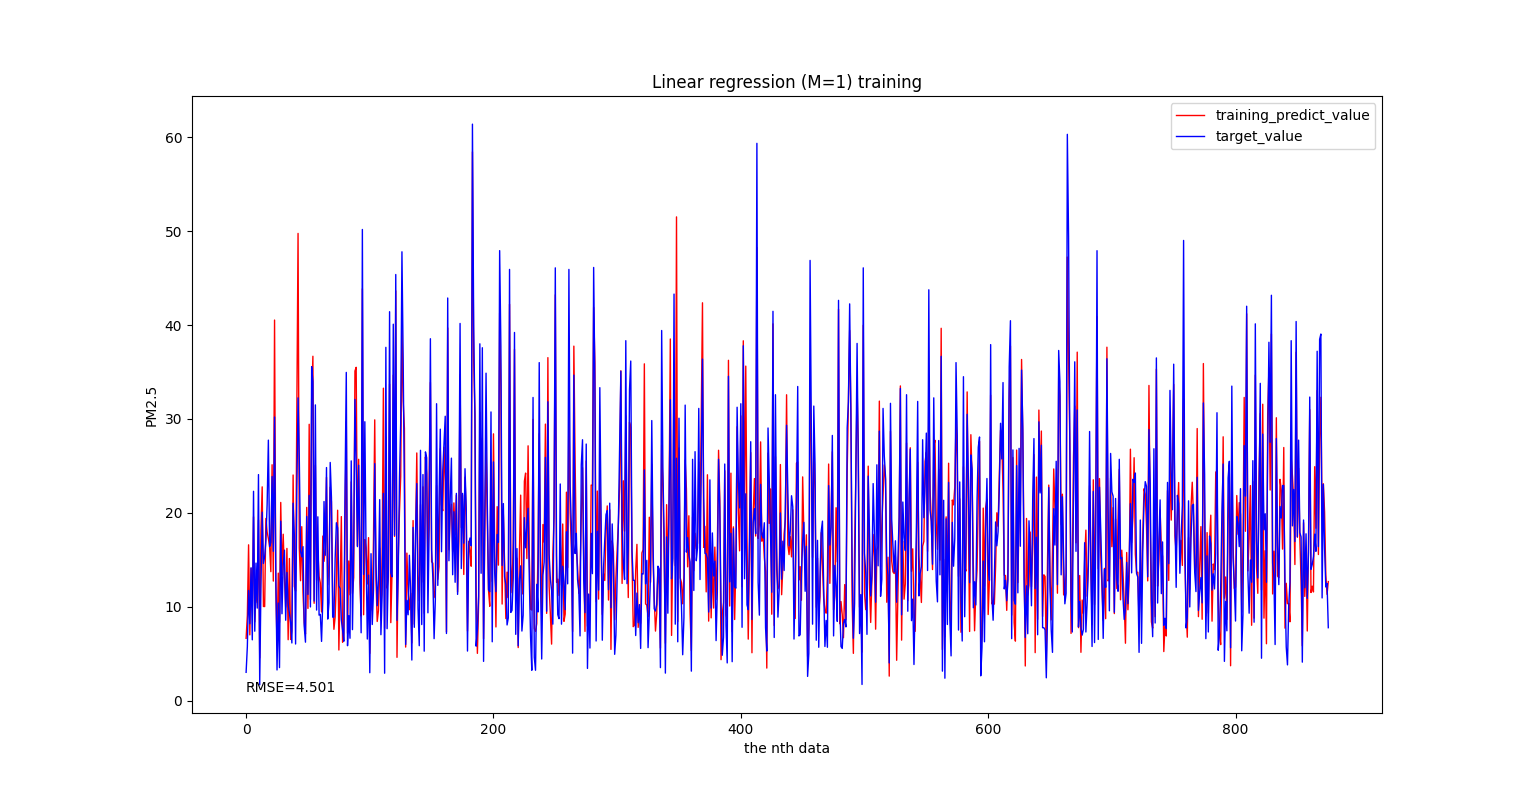 Linear regression (M=1) training
training_predict_value
target_value
60
50
40
30
20
10
0
PM2.5
RMSE=4.501
0
200
400
600
800
the nth data